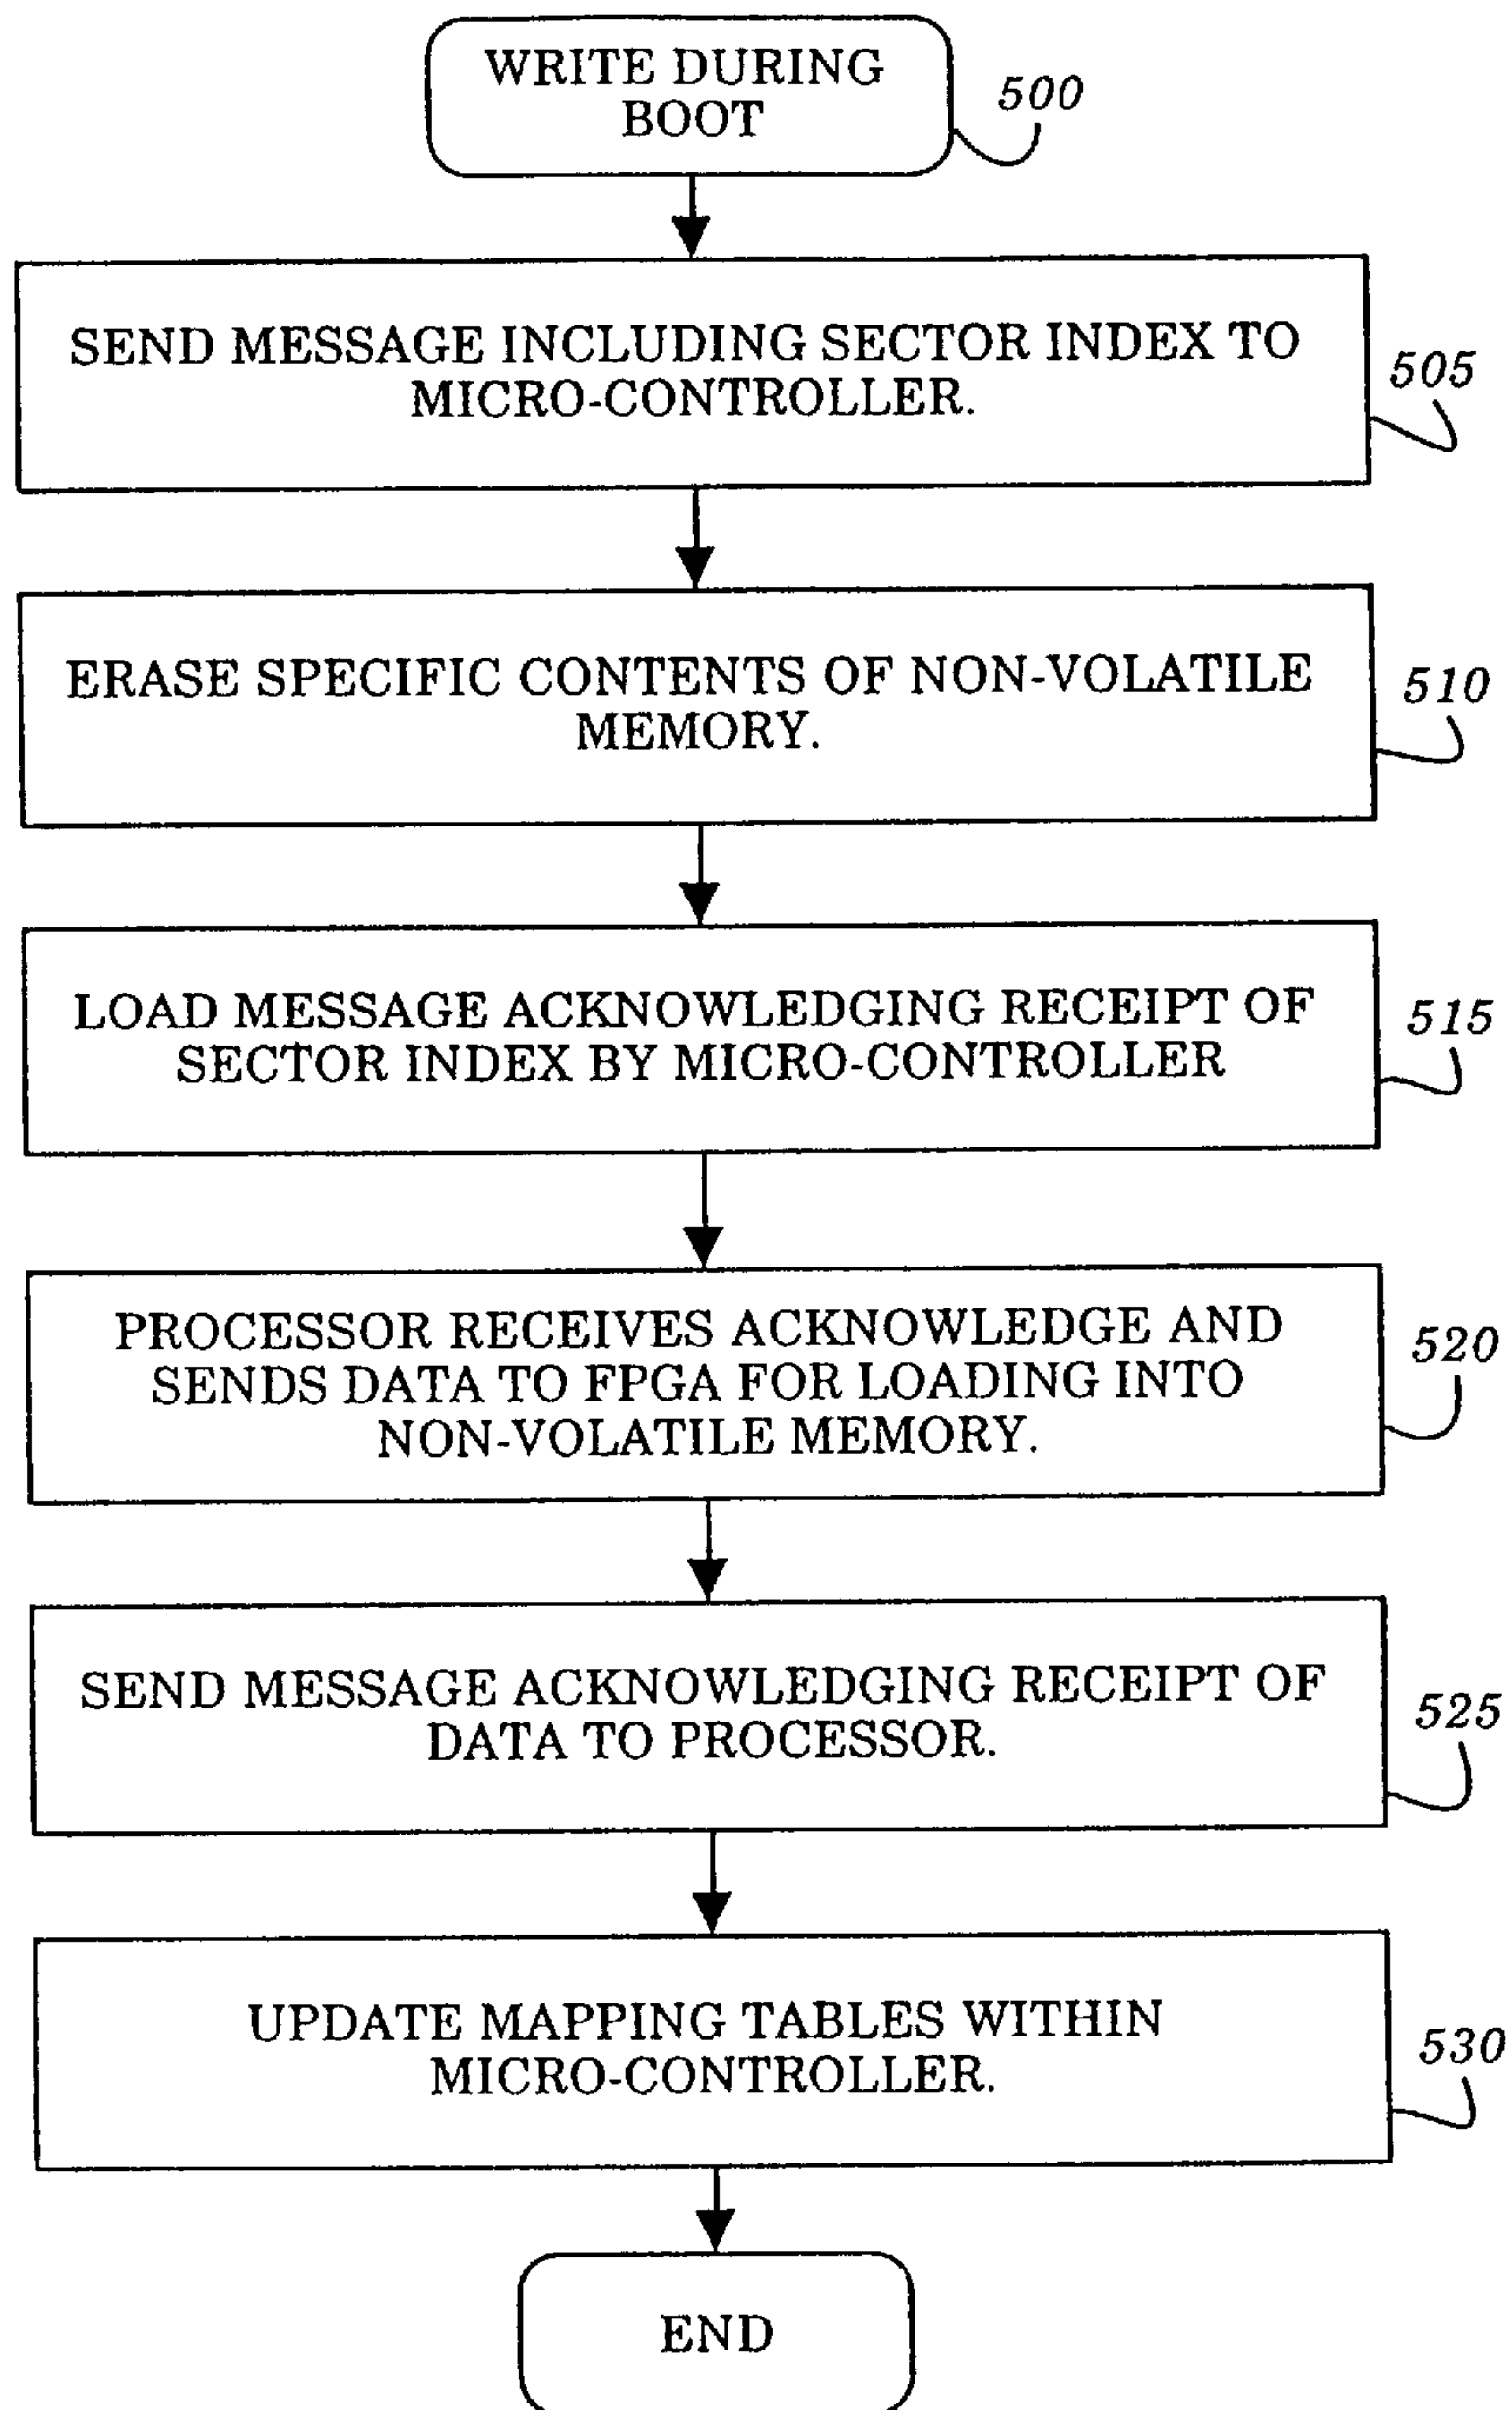 WRITE DURING
BOOT
500
SEND MESSAGE INCLUDING SECTOR INDEX TO
MICRO-CONTROLLER.
505
ERASE SPECIFIC CONTENTS OF NON-VOLATILE
MEMORY.
510
LOAD MESSAGE ACKNOWLEDGING RECEIPT OF
SECTOR INDEX BY MICRO-CONTROLLER
515
PROCESSOR RECEIVES ACKNOWLEDGE AND
SENDS DATA TO FPGA FOR LOADING INTO
NON-VOLATILE MEMORY.
520
SEND MESSAGE ACKNOWLEDGING RECEIPT OF
DATA TO PROCESSOR.
525
UPDATE MAPPING TABLES WITHIN
MICRO-CONTROLLER.
530
END